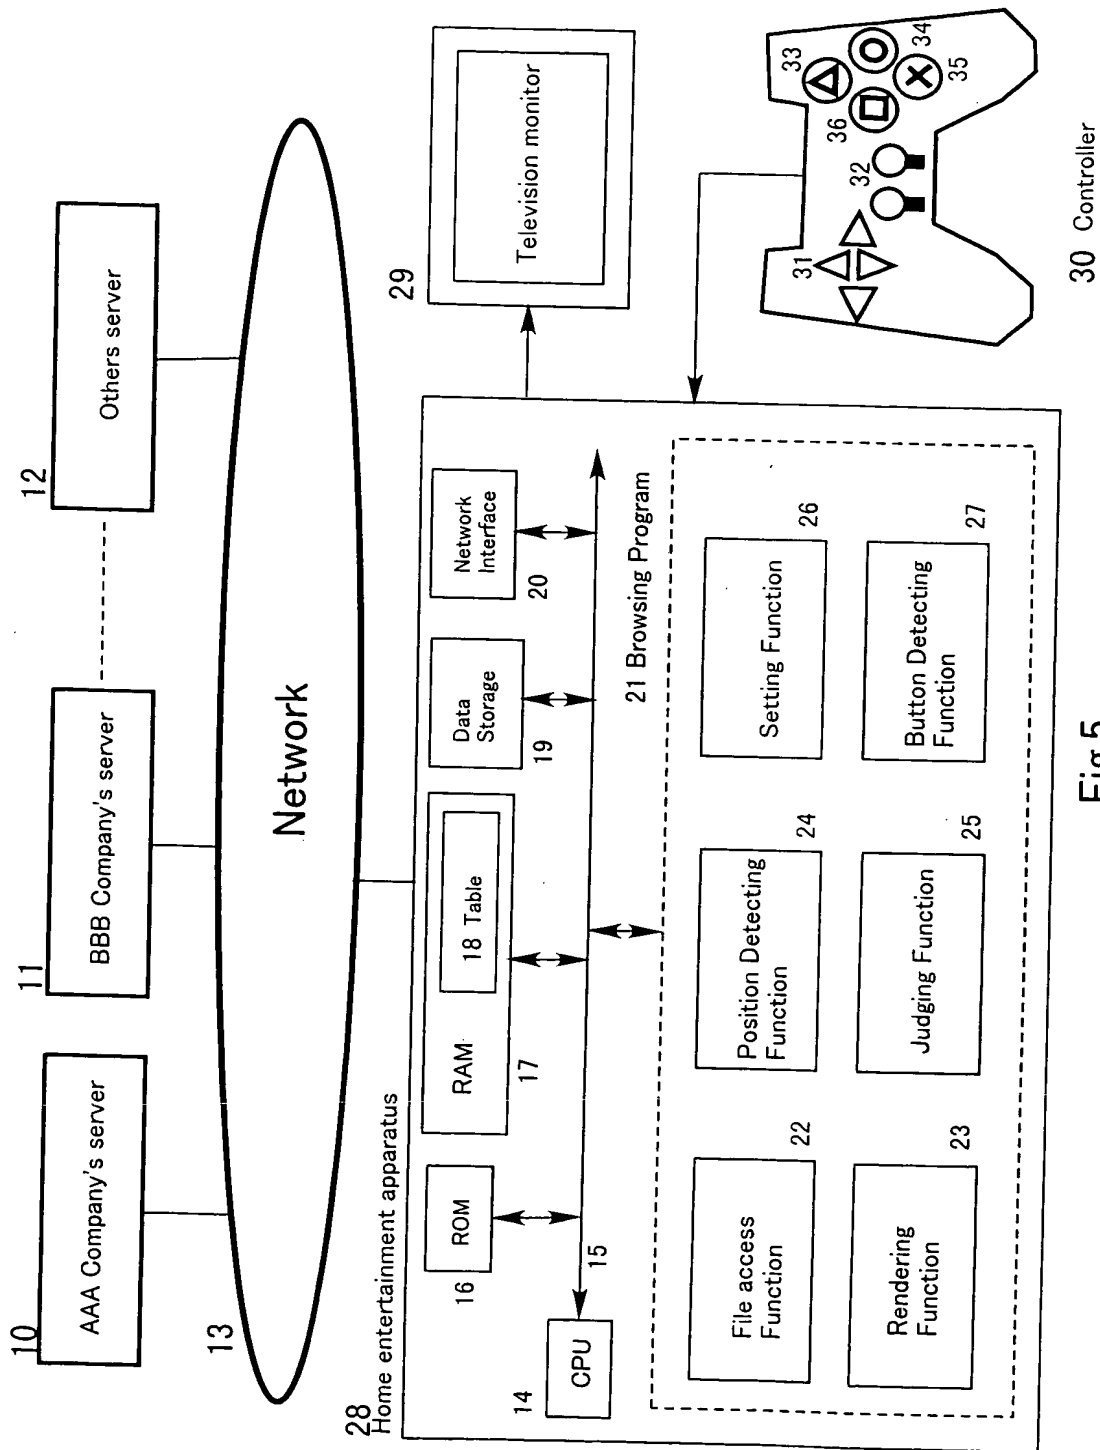 10
AAA Company's server
11
BBB Company's server
12
Others server
13
Network
28
Home entertainment apparatus
16
ROM
RAM
18 Table
17
Data
Storage
19
Network
Interface
20
14
CPU
15
21 Browsing Program
File access
Function
22
Position Detecting
Function
24
Setting Function
26
Rendering
Function
23
Judging Function
25
Button Detecting
Function
27
29
Television monitor
31
32
33
34
35
36
30 Controller
Fig.5